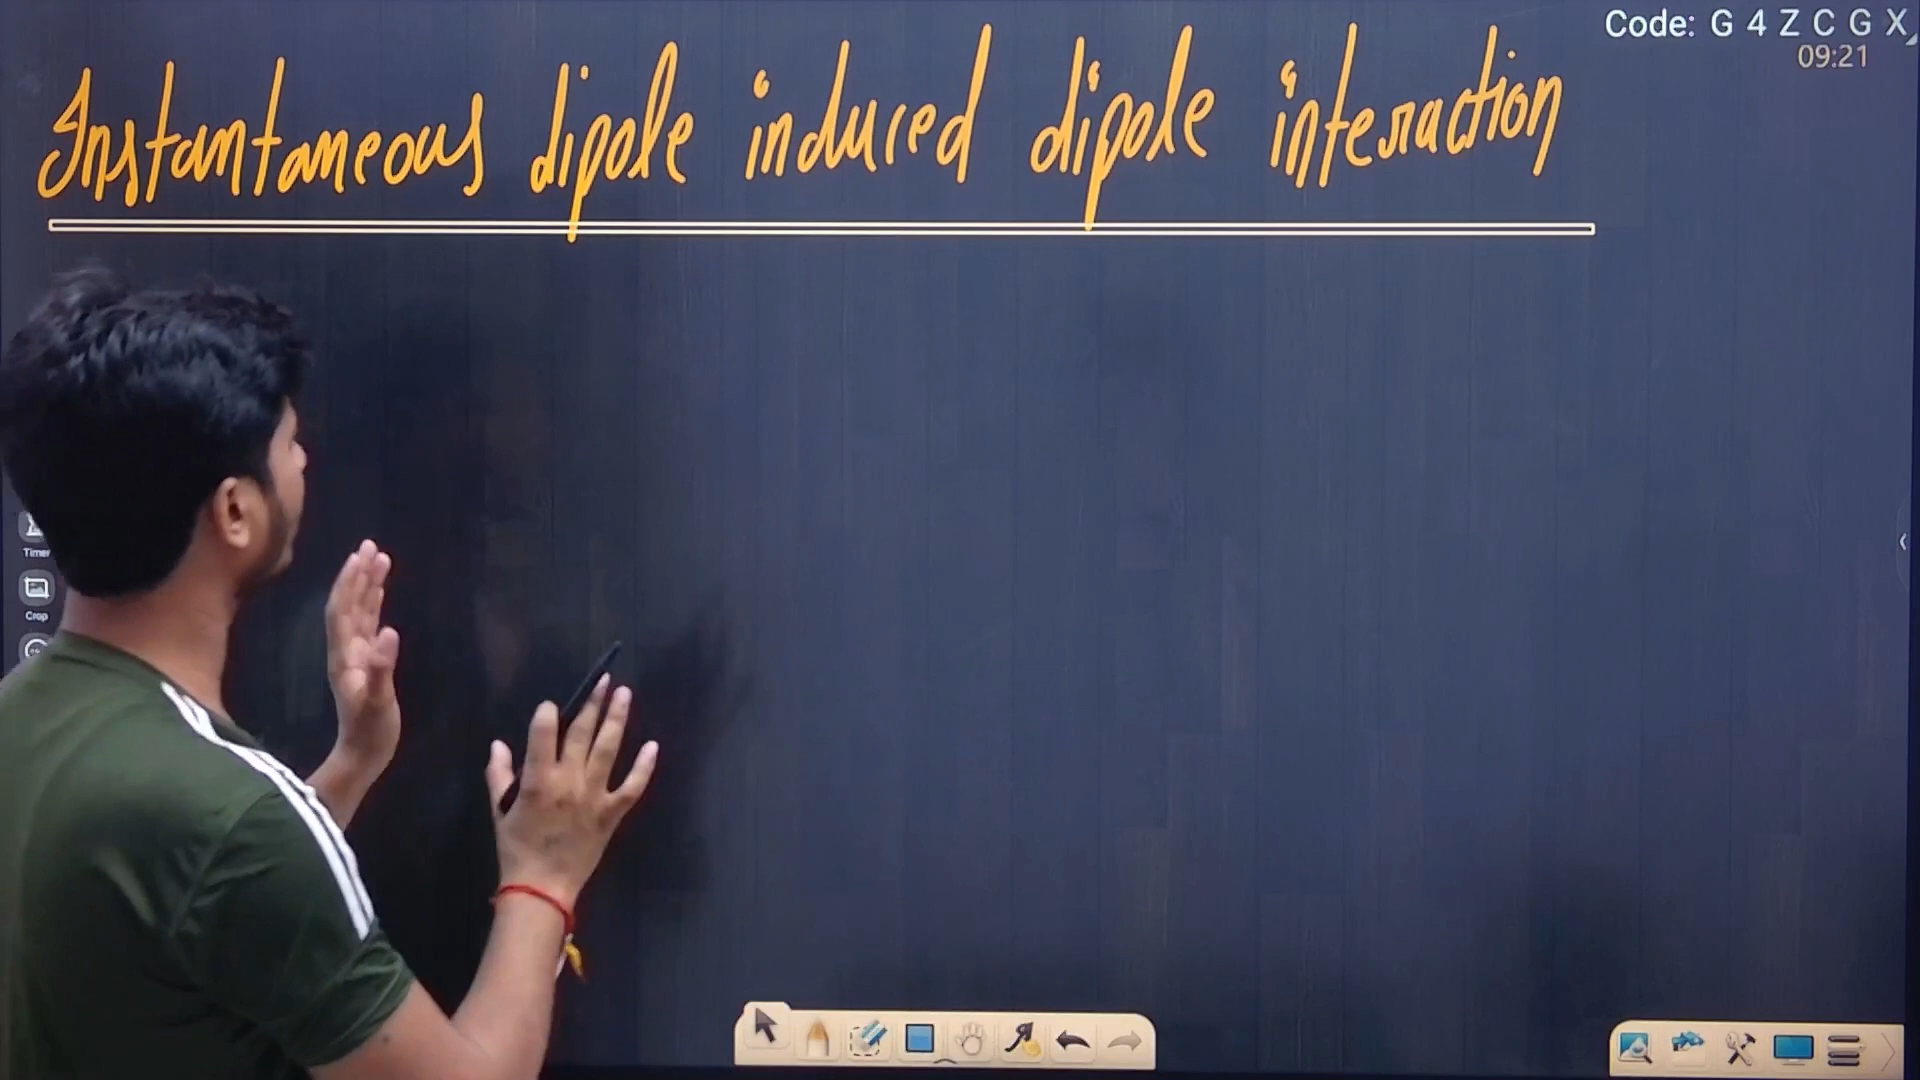 Code: G 4 Z C G X
09:21
Instantaneous dipole induced dipole interaction
Timer
Crop